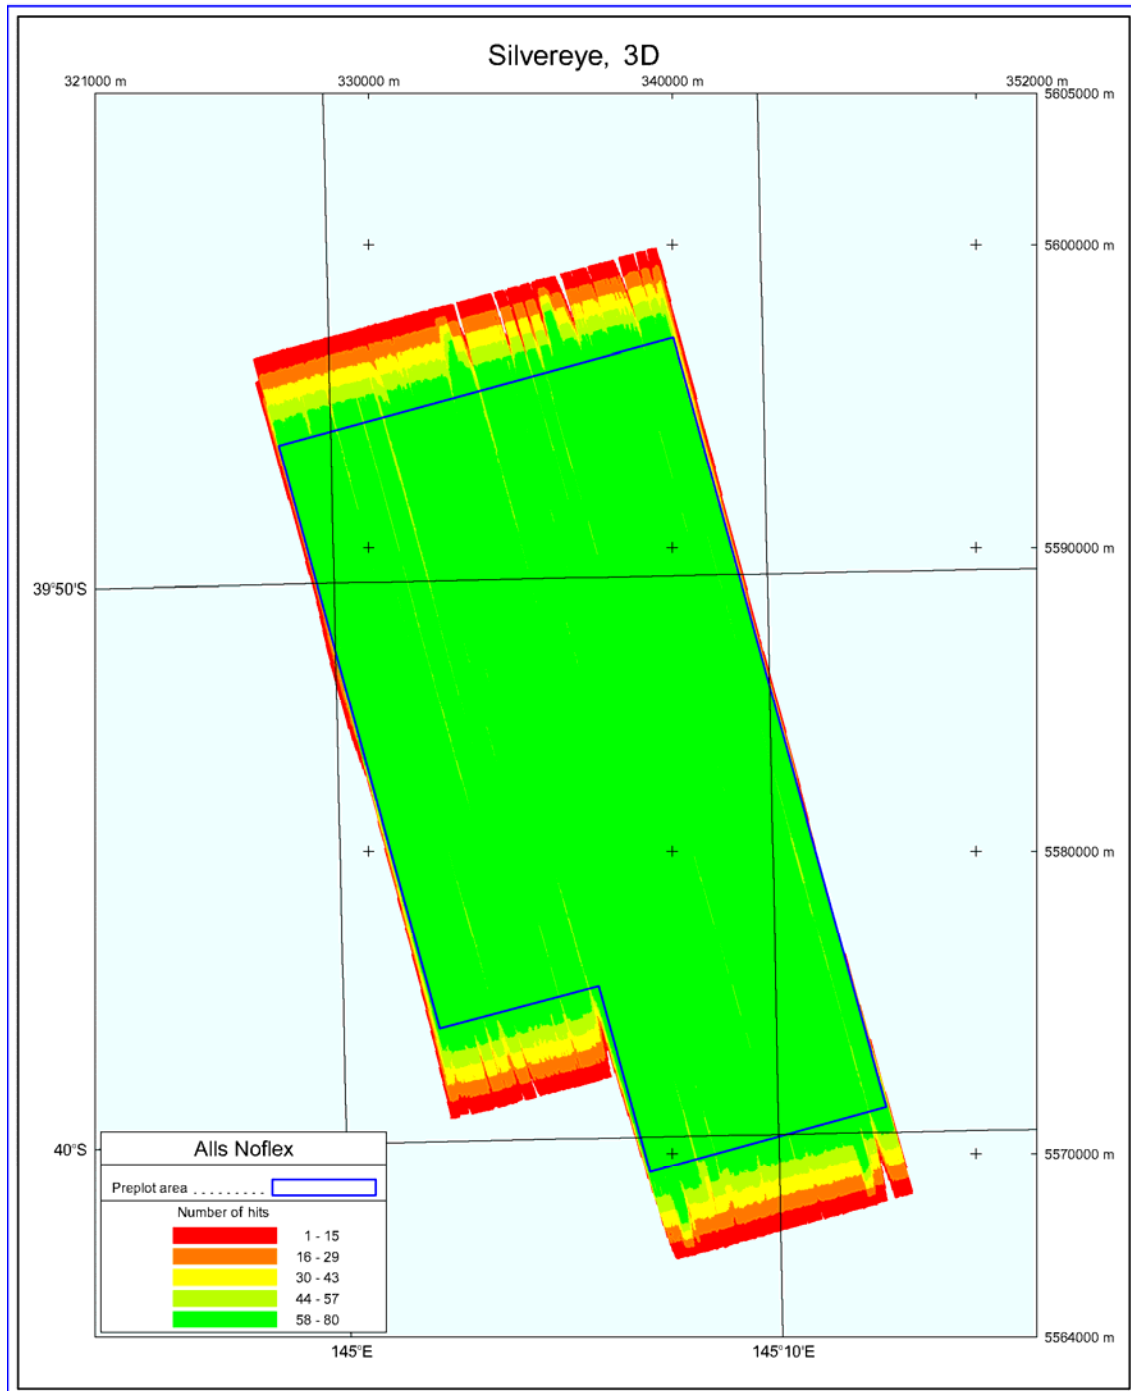 Silvereye, 3D
321000 m 330000 m 340000 m 352000 m
5605000 m
5600000 m
5590000 m
39°50'S
5580000 m
40°S
5570000 m
Alls Noflex
Preplot area . . . . . . . . .
Number of hits
1 - 15
16 - 29
30 - 43
44 - 57
58 - 80
5564000 m
145°E 145°10'E